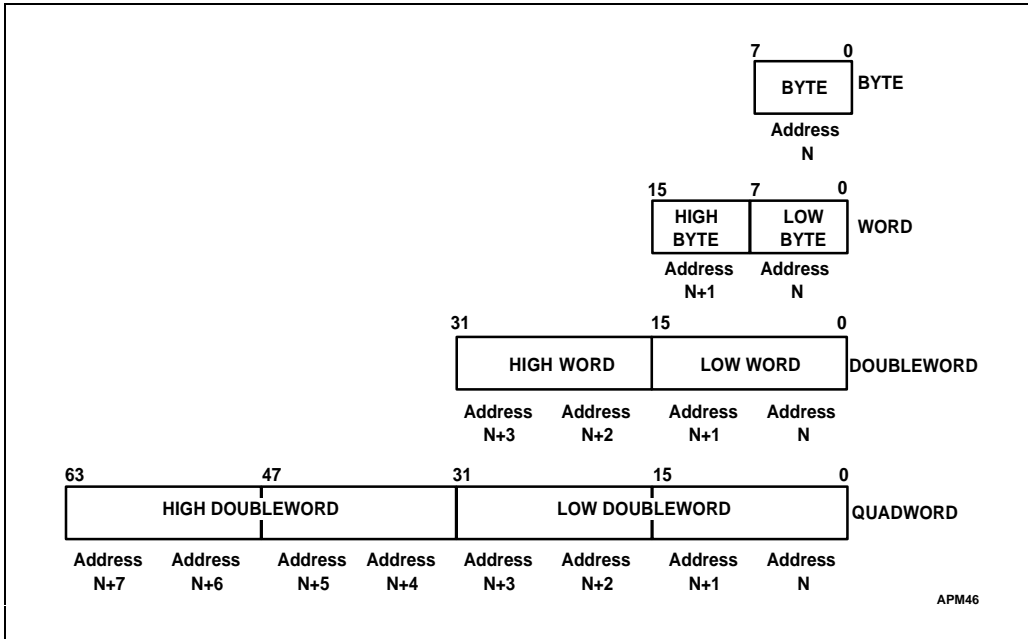 7 0
BYTE BYTE
Address
N
15 7 0
HIGH LOW
BYTE BYTE
WORD
Address Address
N+1 N
31 15 0
HIGH WORD LOW WORD DOUBLEWORD
Address Address Address Address
N+3 N+2 N+1 N
63 47 31 15 0
HIGH DOUBLEWORD LOW DOUBLEWORD QUADWORD
Address Address Address Address Address Address Address Address
N+7 N+6 N+5 N+4 N+3 N+2 N+1 N
APM46